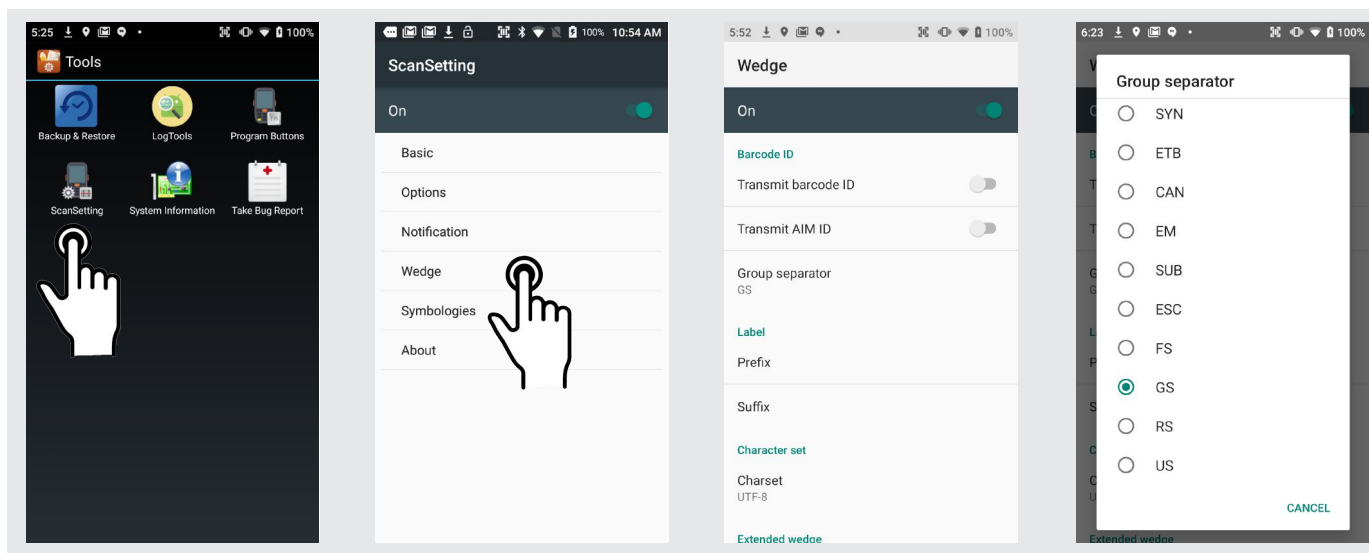 5:25
100%
Tools
Backup & Restore
LogTools
Program Buttons
ScanSetting
System Information
Take Bug Report
100% 10:54 AM
ScanSetting
On
Basic
Options
Notification
Wedge
Symbologies
About
5:52
100%
Wedge
On
Barcode ID
Transmit barcode ID
Transmit AIM ID
Group separator
GS
Label
Prefix
Suffix
Character set
Charset
UTF-8
Extended wedge
6:23
100%
Group separator
SYN
ETB
CAN
EM
SUB
ESC
FS
GS
RS
US
CANCEL
Extended wedge